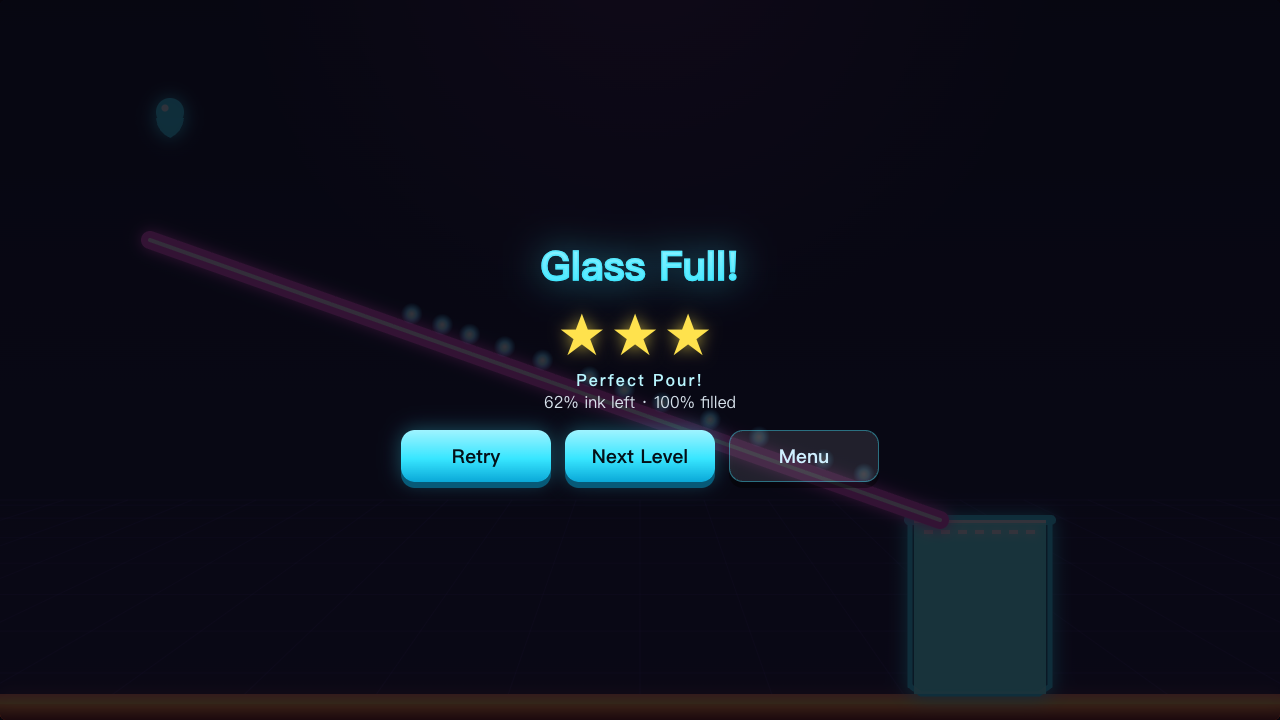 Glass Full!
Perfect Pour!
62% ink left · 100% filled
Retry
Next Level
Menu